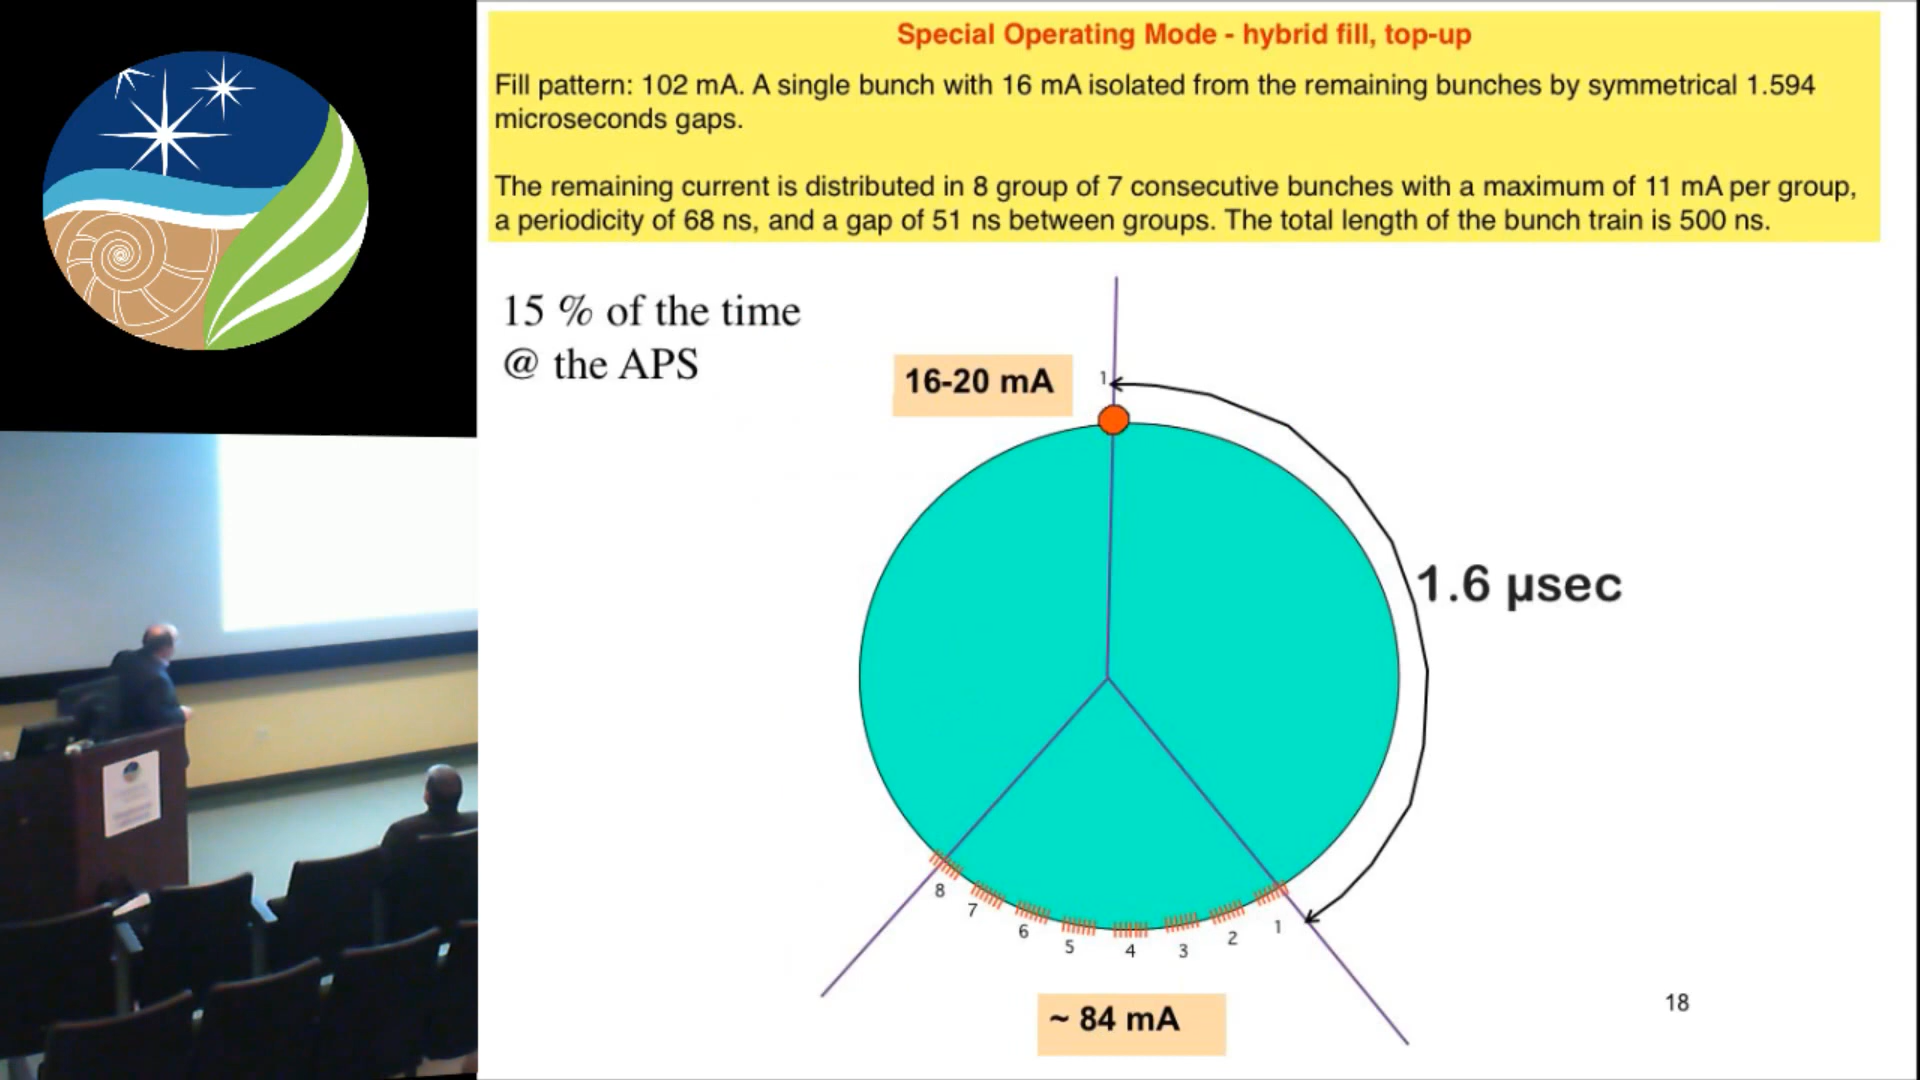 Special Operating Mode - hybrid fill, top-up
Fill pattern: 102 mA. A single bunch with 16 mA isolated from the remaining bunches by symmetrical 1.594
microseconds gaps.
The remaining current is distributed in 8 group of 7 consecutive bunches with a maximum of 11 mA per group,
a periodicity of 68 ns, and a gap of 51 ns between groups. The total length of the bunch train is 500 ns.
15 % of the time
@ the APS
16-20 mA
1
1.6 µsec
8
7
6
5
4
3
2
1
~ 84 mA
18